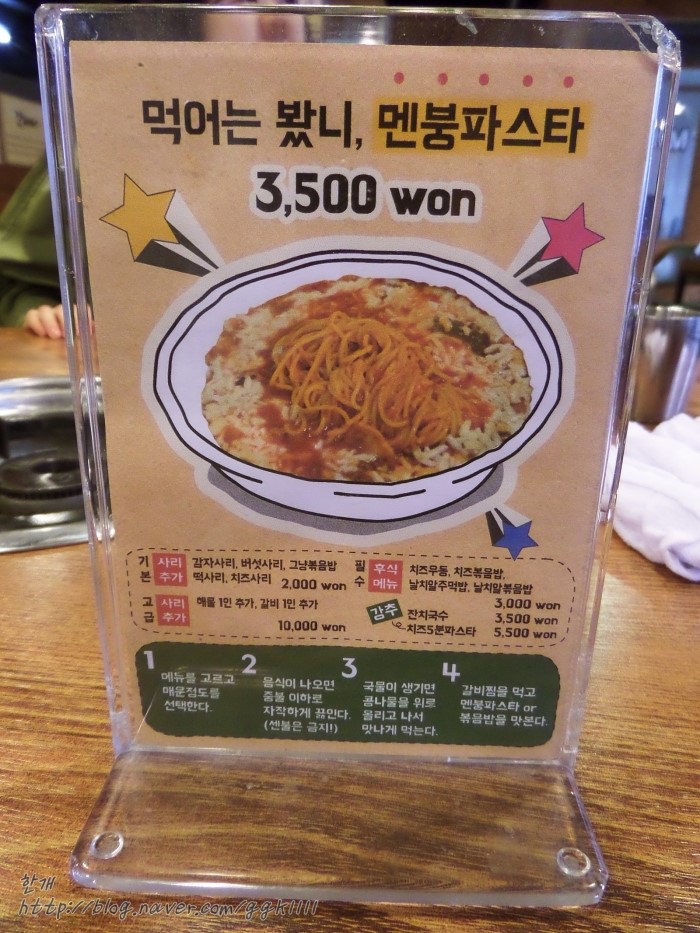 먹어는 봤니, 멘붕파스타
3,500 won
기본 사리추가 감자사리, 버섯사리, 그냥볶음밥
떡사리, 치즈사리 2,000 won
고급 사리추가 해물 1인 추가, 갈비 1인 추가
10,000 won
필수 후식메뉴 치즈우동, 치즈볶음밥,
날치알주먹밥, 날치알볶음밥
3,000 won
강추 잔치국수 3,500 won
치즈5분파스타 5,500 won
1 메뉴를 고르고
매운정도를
선택한다.
2 음식이 나오면
중불 이하로
자작하게 끓인다.
(센불은 금지!)
3 국물이 생기면
콩나물을 위로
올리고 나서
맛나게 먹는다.
4 갈비찜을 먹고
멘붕파스타 or
볶음밥을 맛본다.
한개
http://blog.naver.com/ggk1111